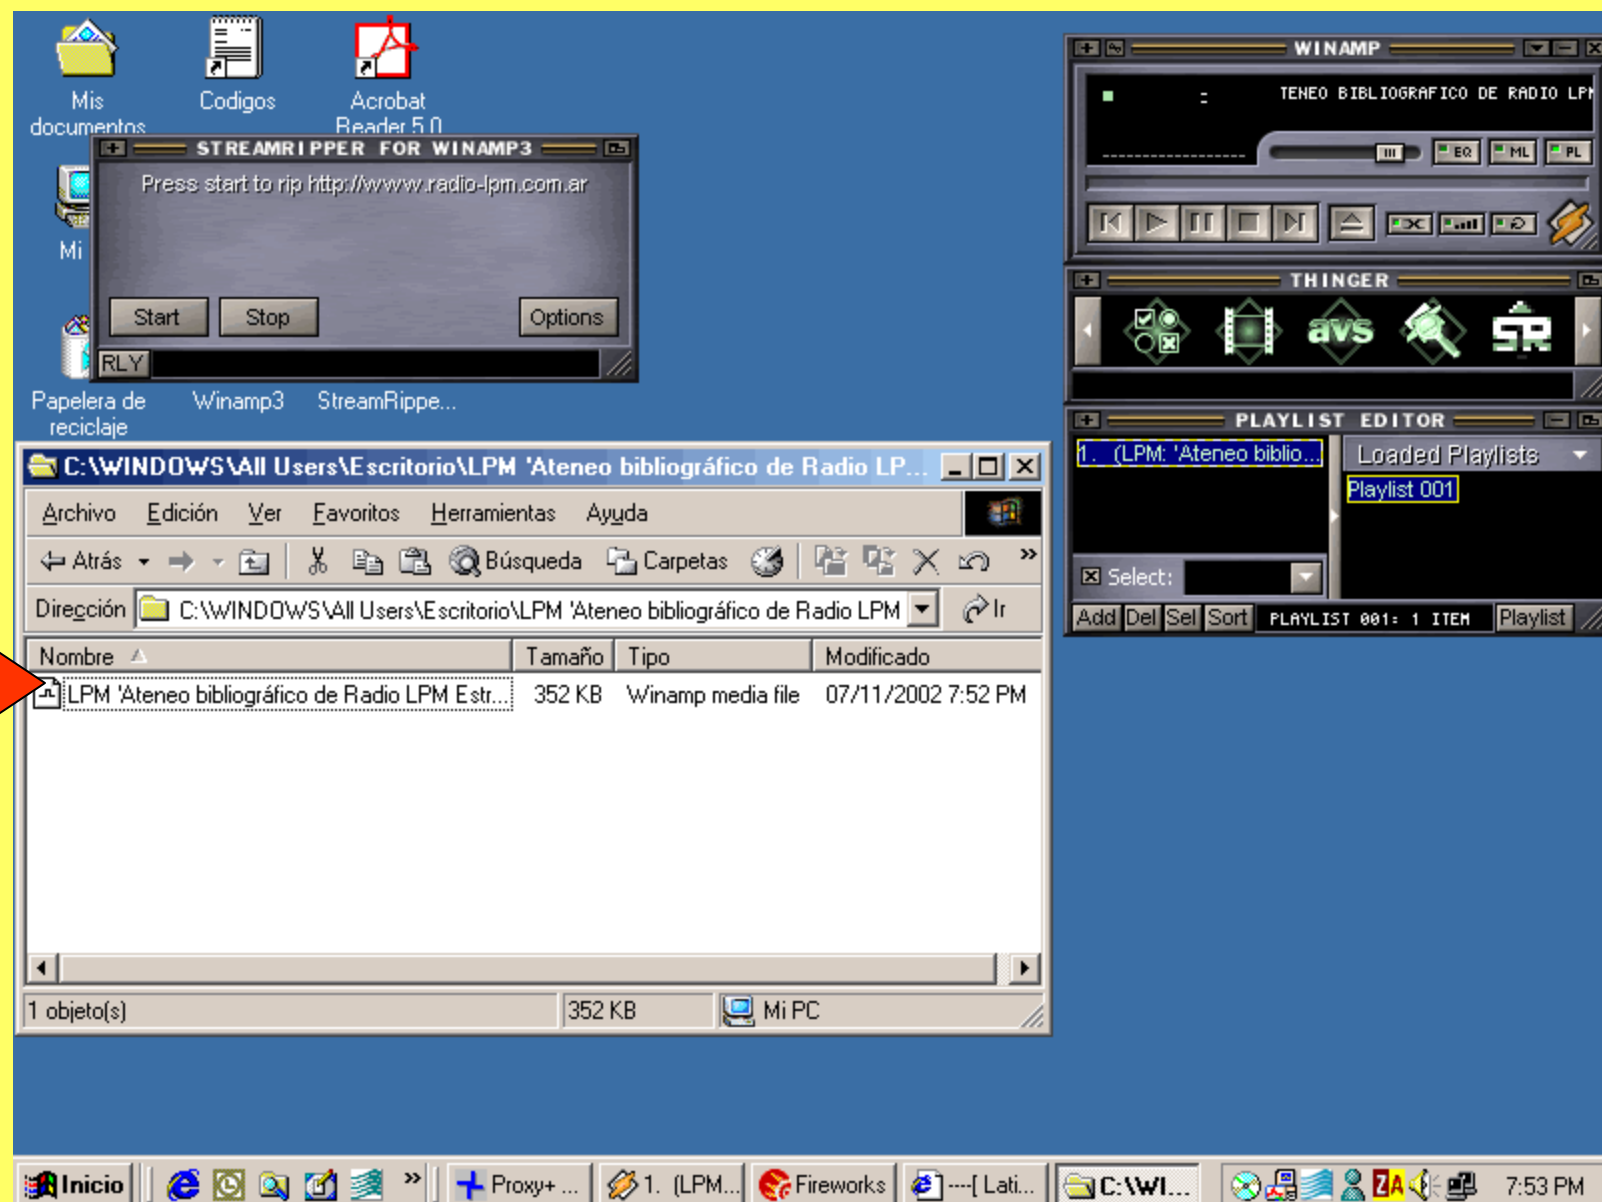 Mis documentos
Codigos
Acrobat Reader 5.0
STREAMRIPPER FOR WINAMP3
Press start to rip http://www.radio-lpm.com.ar
Start
Stop
Options
RLY
Mi
Papelera de reciclaje
Winamp3
StreamRippe...
WINAMP
TENEO BIBLIOGRAFICO DE RADIO LPM
EQ
ML
PL
THINGER
avs
SR
PLAYLIST EDITOR
1. (LPM: 'Ateneo biblio...
Loaded Playlists
Playlist 001
Select:
Add Del Sel Sort PLAYLIST 001: 1 ITEM Playlist
C:\WINDOWS\All Users\Escritorio\LPM 'Ateneo bibliográfico de Radio LP...
Archivo Edición Ver Favoritos Herramientas Ayuda
Atrás Búsqueda Carpetas »
Dirección C:\WINDOWS\All Users\Escritorio\LPM 'Ateneo bibliográfico de Radio LPM Ir
Nombre Tamaño Tipo Modificado
LPM 'Ateneo bibliográfico de Radio LPM Estr... 352 KB Winamp media file 07/11/2002 7:52 PM
1 objeto(s) 352 KB Mi PC
Inicio » Proxy+ ... 1. (LPM... Fireworks ----[ Lati... C:\WI... ZA 7:53 PM